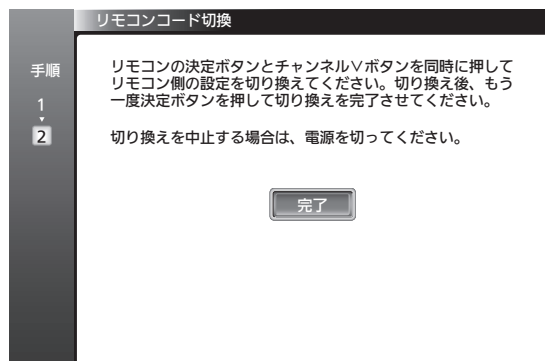 リモコンコード切換
手順
1
2
リモコンの決定ボタンとチャンネル∨ボタンを同時に押して
リモコン側の設定を切り換えてください。切り換え後、もう
一度決定ボタンを押して切り換えを完了させてください。
切り換えを中止する場合は、電源を切ってください。
完了